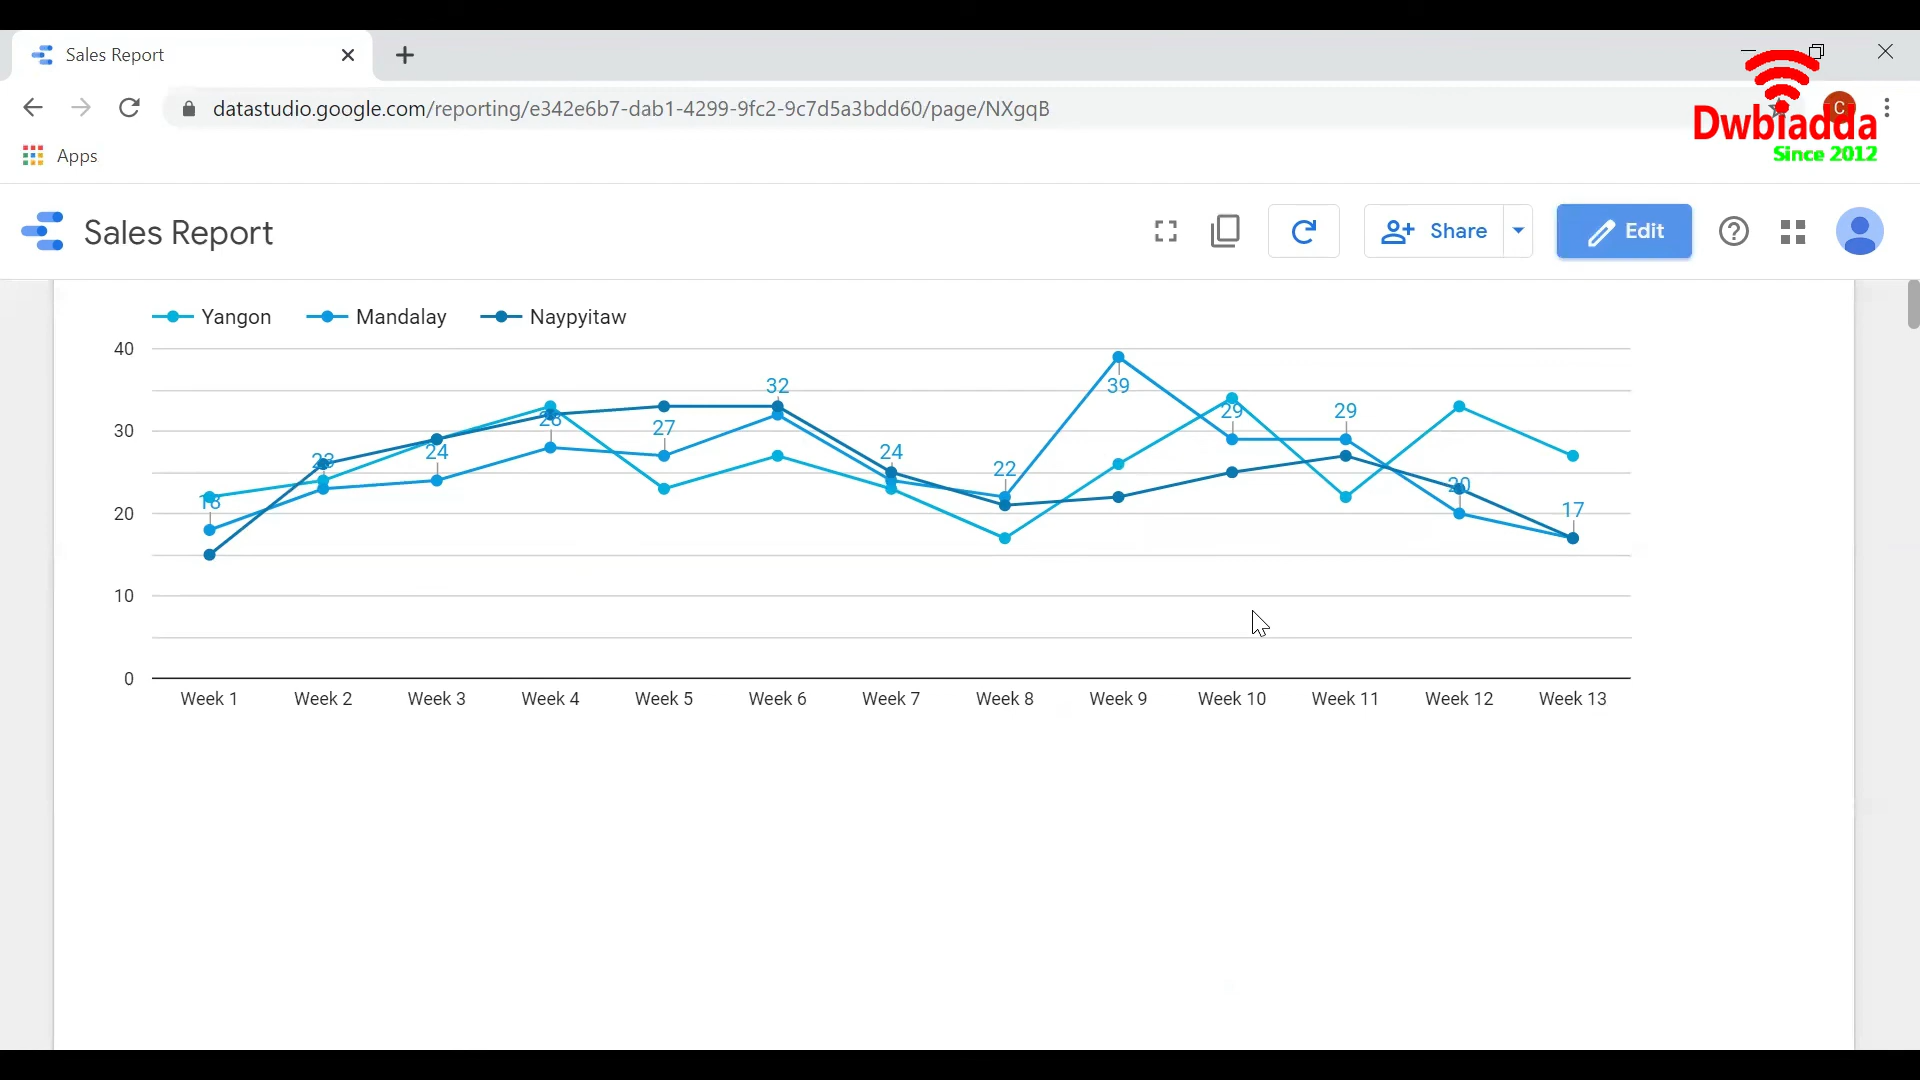 Sales Report
datastudio.google.com/reporting/e342e6b7-dab1-4299-9fc2-9c7d5a3bdd60/page/NXgqB
C
Dwbiadda
Since 2012
Apps
Sales Report
Share
Edit
Yangon Mandalay Naypyitaw
40
30
20
10
0
18 23 24 28 27 32 24 22 39 29 29 20 17
Week 1 Week 2 Week 3 Week 4 Week 5 Week 6 Week 7 Week 8 Week 9 Week 10 Week 11 Week 12 Week 13